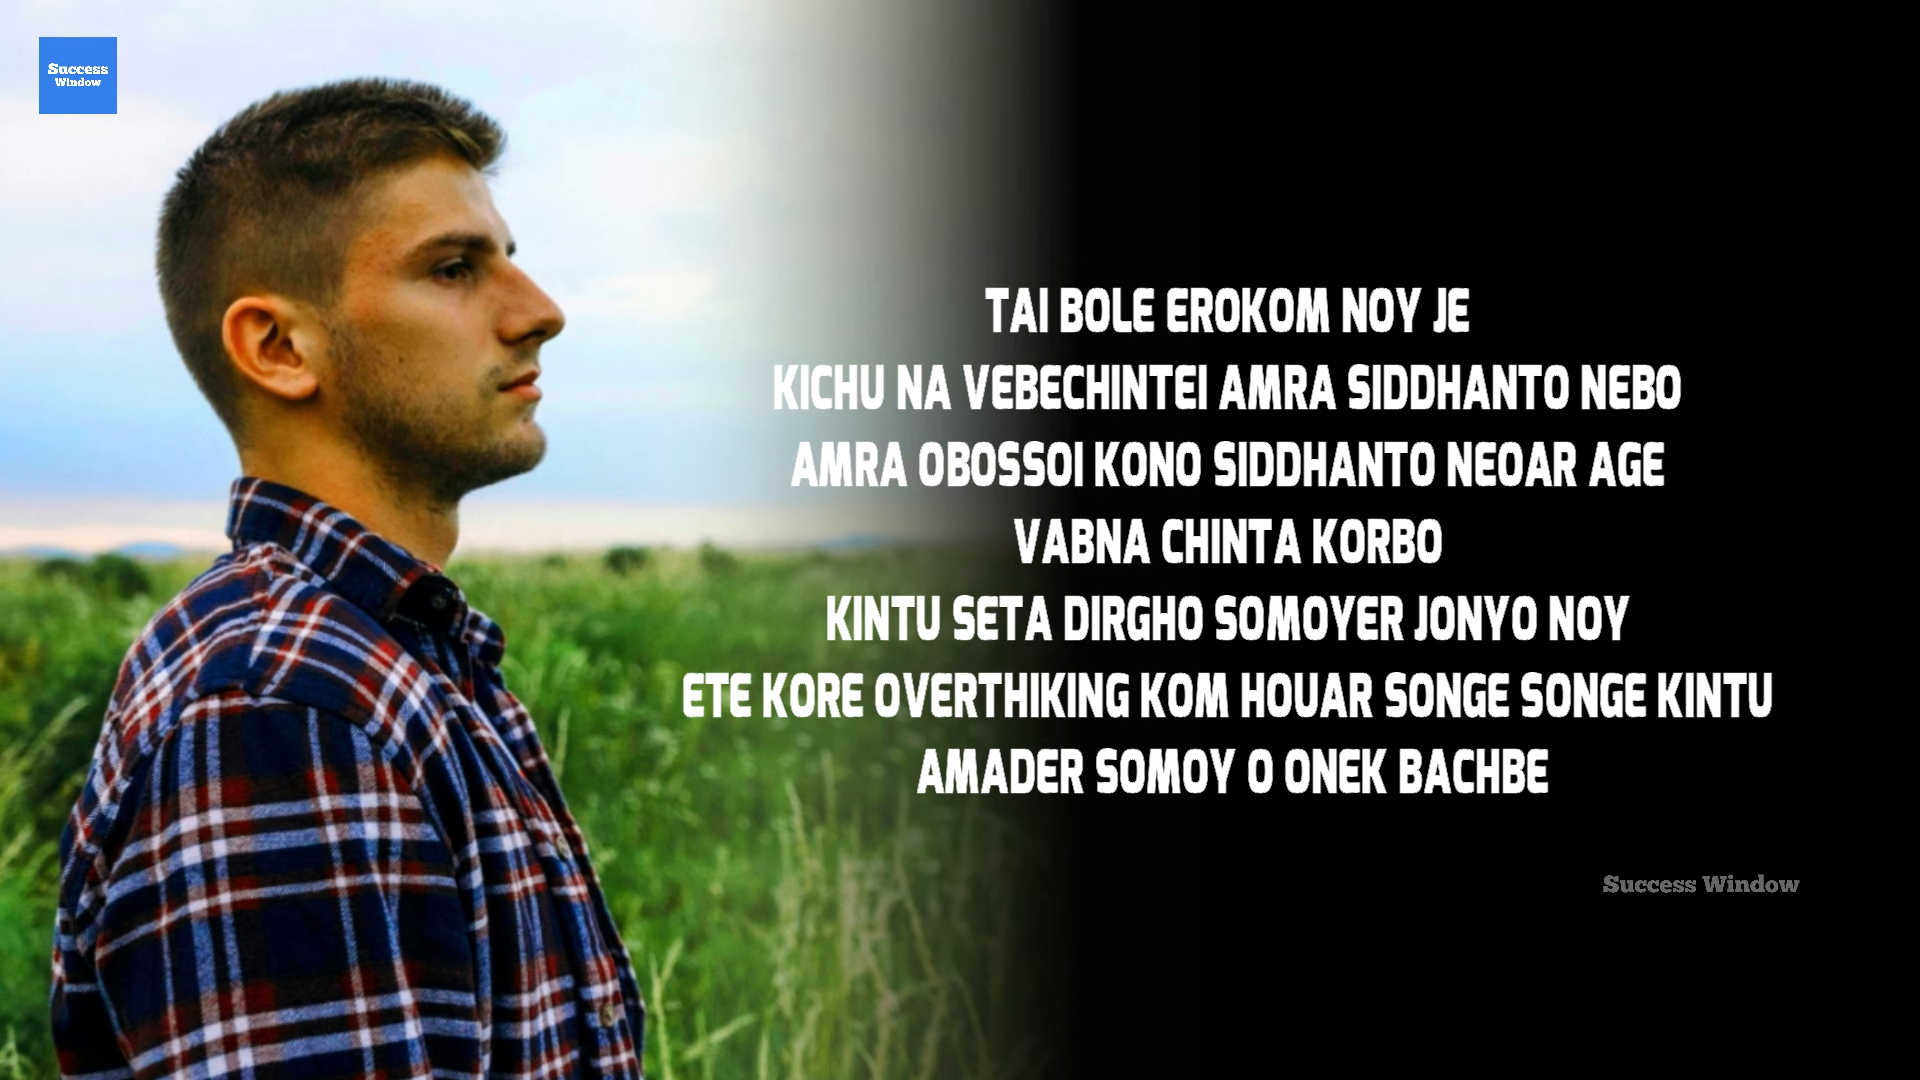 Success
Window
TAI BOLE EROKOM NOY JE
KICHU NA VEBECHINTEI AMRA SIDDHANTO NEBO
AMRA OBOSSOI KONO SIDDHANTO NEOAR AGE
VABNA CHINTA KORBO
KINTU SETA DIRGHO SOMOYER JONYO NOY
ETE KORE OVERTHIKING KOM HOUAR SONGE SONGE KINTU
AMADER SOMOY O ONEK BACHBE
Success Window